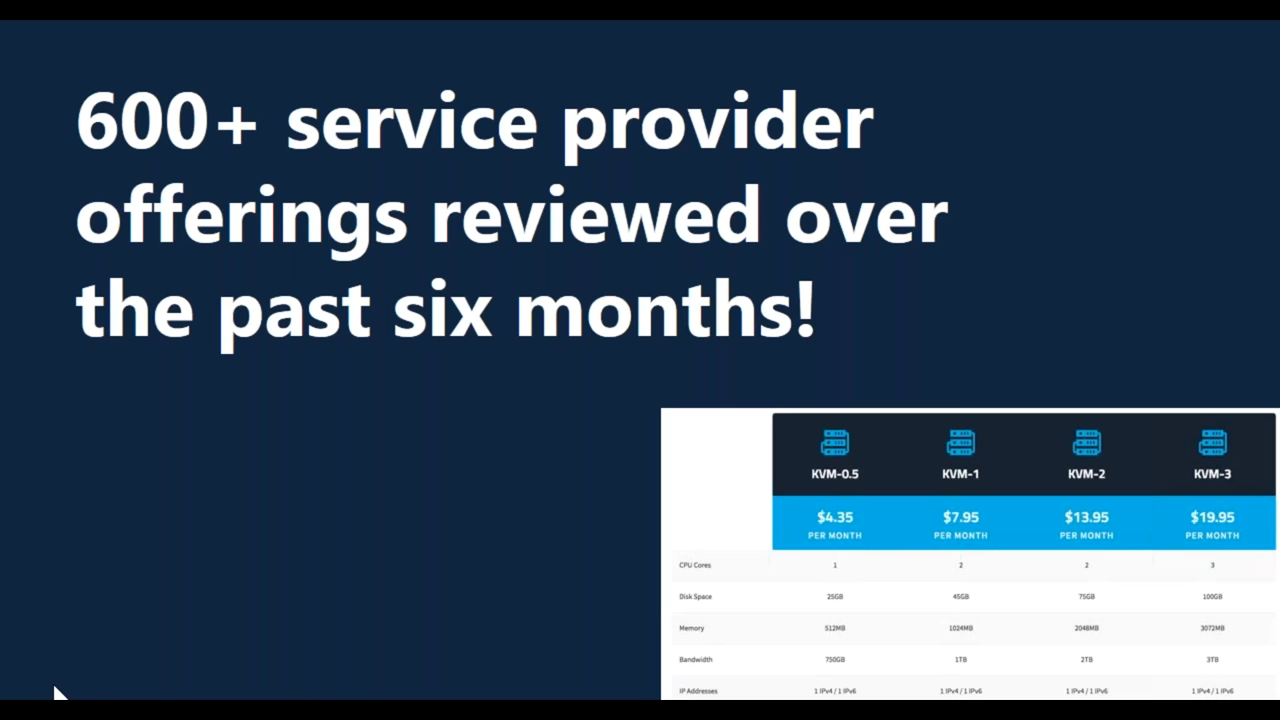 600+ service provider
offerings reviewed over
the past six months!
KVM-0.5 KVM-1 KVM-2 KVM-3
$4.35 $7.95 $13.95 $19.95
PER MONTH PER MONTH PER MONTH PER MONTH
CPU Cores 1 2 2 3
Disk Space 25GB 45GB 75GB 100GB
Memory 512MB 1024MB 2048MB 3072MB
Bandwidth 750GB 1TB 2TB 3TB
IP Addresses 1 IPv4 / 1 IPv6 1 IPv4 / 1 IPv6 1 IPv4 / 1 IPv6 1 IPv4 / 1 IPv6